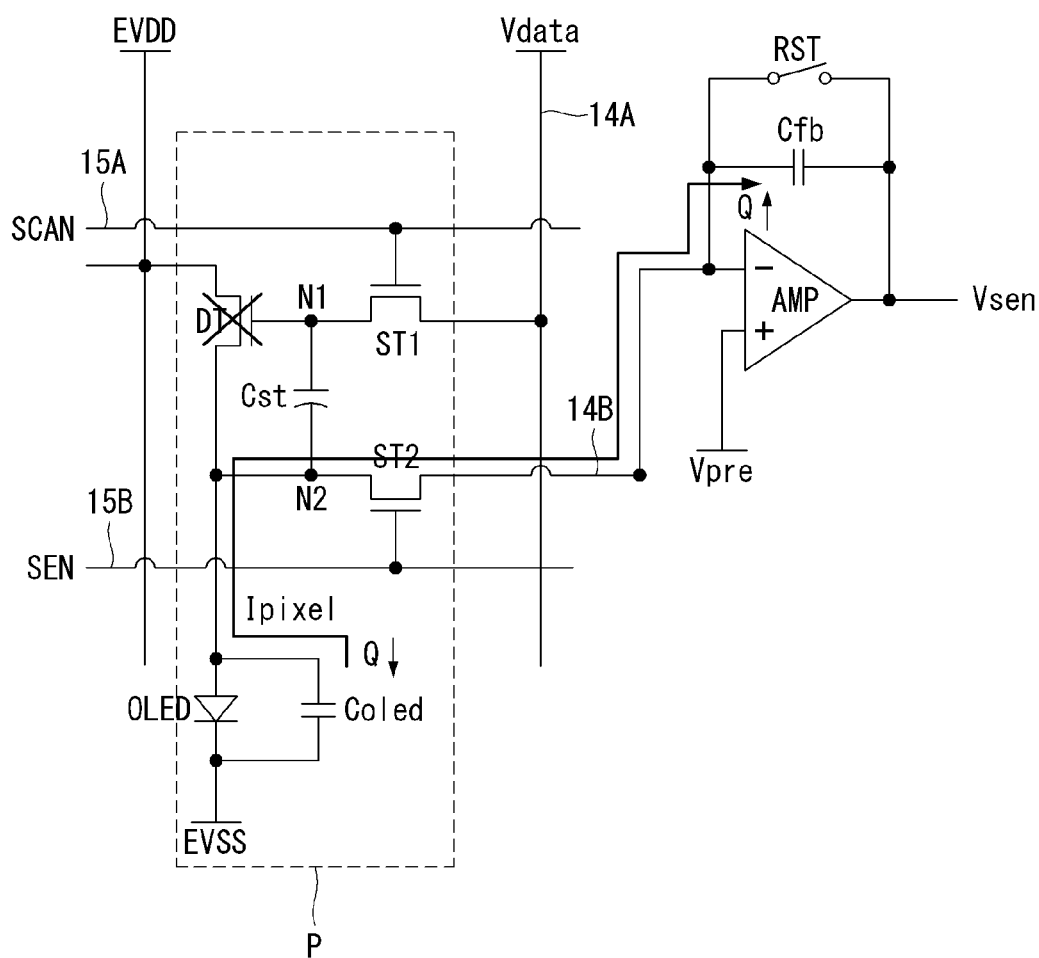 EVDD
Vdata
RST
14A
Cfb
15A
SCAN
Q
N1
DT
ST1
AMP
−
+
Vsen
Cst
14B
ST2
Vpre
N2
15B
SEN
Ipixel
Q
OLED
Coled
EVSS
P